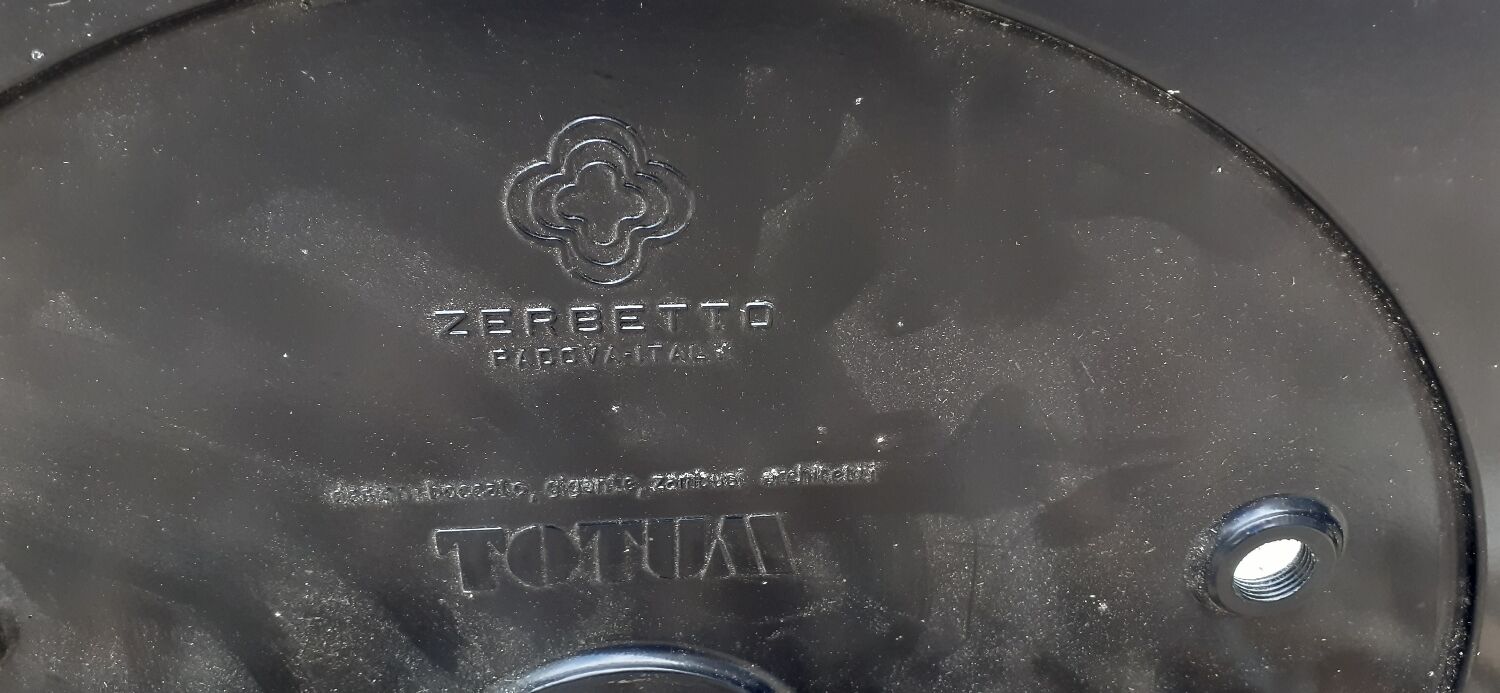 ZERBETTO
PADOVA-ITALY
design boccato, gigante, zambusi architetti
TOTUM